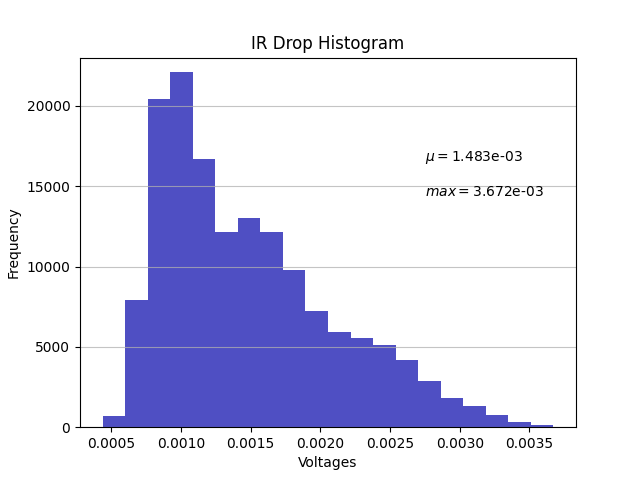 IR Drop Histogram
20000
15000
10000
5000
0
Frequency
μ = 1.483e-03
max = 3.672e-03
0.0005 0.0010 0.0015 0.0020 0.0025 0.0030 0.0035
Voltages